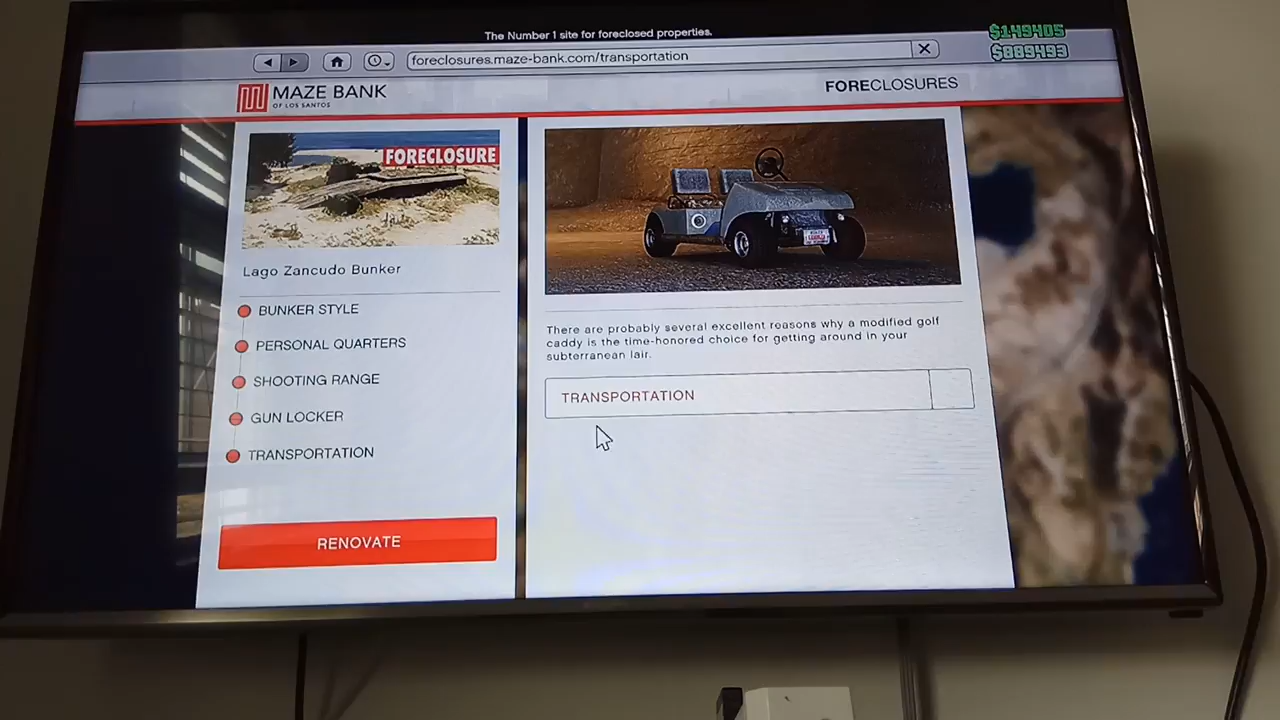 The Number 1 site for foreclosed properties.
$149405
$889493
foreclosures.maze-bank.com/transportation
MAZE BANK
OF LOS SANTOS
FORECLOSURES
FORECLOSURE
Lago Zancudo Bunker
BUNKER STYLE
PERSONAL QUARTERS
SHOOTING RANGE
GUN LOCKER
TRANSPORTATION
RENOVATE
There are probably several excellent reasons why a modified golf
caddy is the time-honored choice for getting around in your
subterranean lair.
TRANSPORTATION